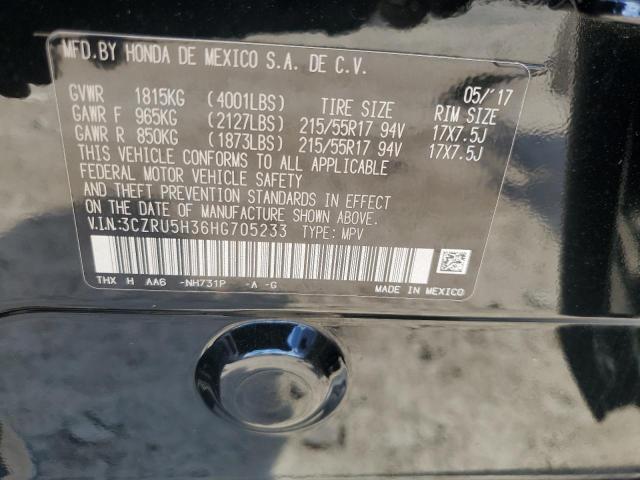 MFD.BY HONDA DE MEXICO S.A. DE C.V.
05/'17
GVWR 1815KG (4001LBS) TIRE SIZE RIM SIZE
GAWR F 965KG (2127LBS) 215/55R17 94V 17X7.5J
GAWR R 850KG (1873LBS) 215/55R17 94V 17X7.5J
THIS VEHICLE CONFORMS TO ALL APPLICABLE
FEDERAL MOTOR VEHICLE SAFETY
AND THEFT PREVENTION STANDARDS IN EFFECT
ON THE DATE OF MANUFACTURE SHOWN ABOVE.
V.I.N:3CZRU5H36HG705233 TYPE: MPV
THX H AA6 -NH731P -A -G MADE IN MEXICO